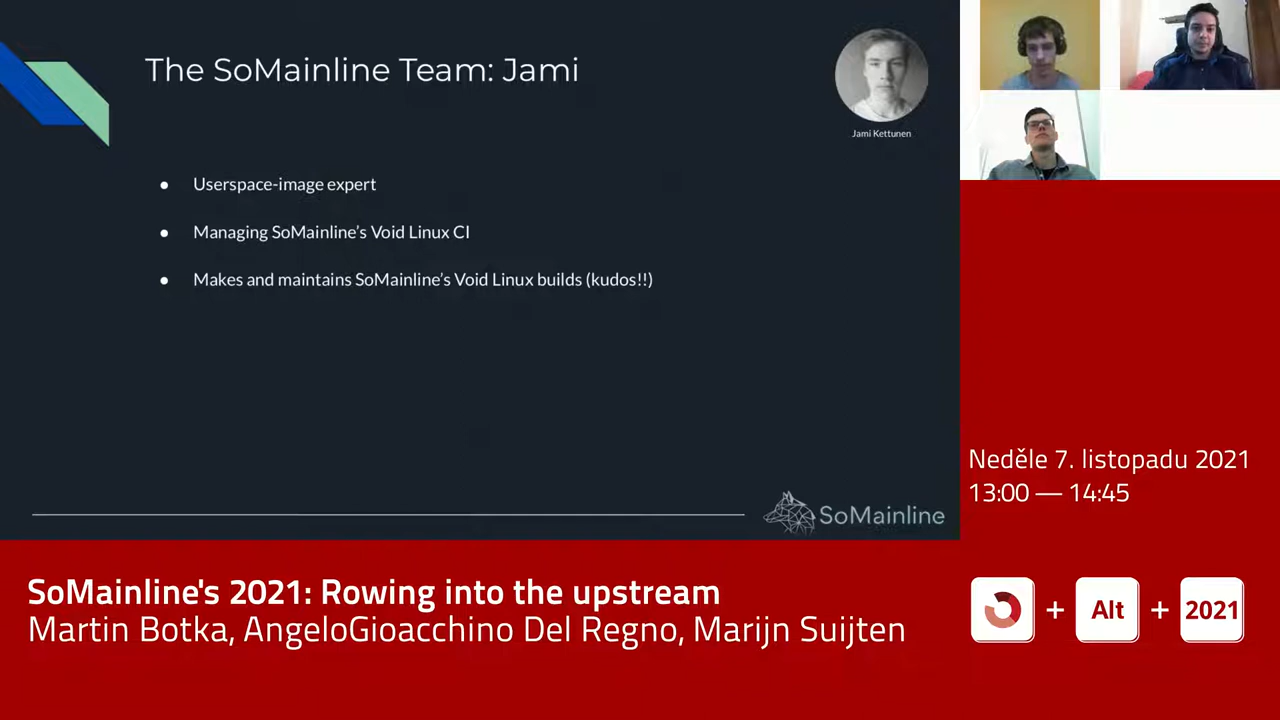 The SoMainline Team: Jami
Jami Kettunen
● Userspace-image expert
● Managing SoMainline’s Void Linux CI
● Makes and maintains SoMainline’s Void Linux builds (kudos!!)
SoMainline
Neděle 7. listopadu 2021
13:00 — 14:45
SoMainline's 2021: Rowing into the upstream
Martin Botka, AngeloGioacchino Del Regno, Marijn Suijten
+ Alt + 2021